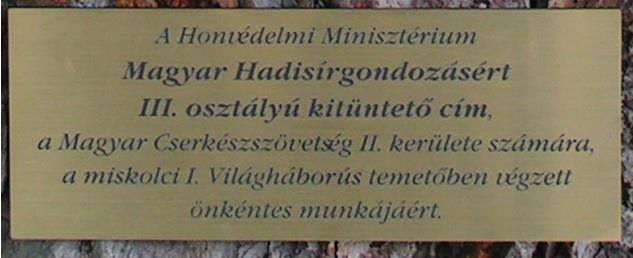 A Honvédelmi Minisztérium
Magyar Hadisírgondozásért
III. osztályú kitüntető cím,
a Magyar Cserkészszövetség II. kerülete számára,
a miskolci I. Világháborús temetőben végzett
önkéntes munkájáért.